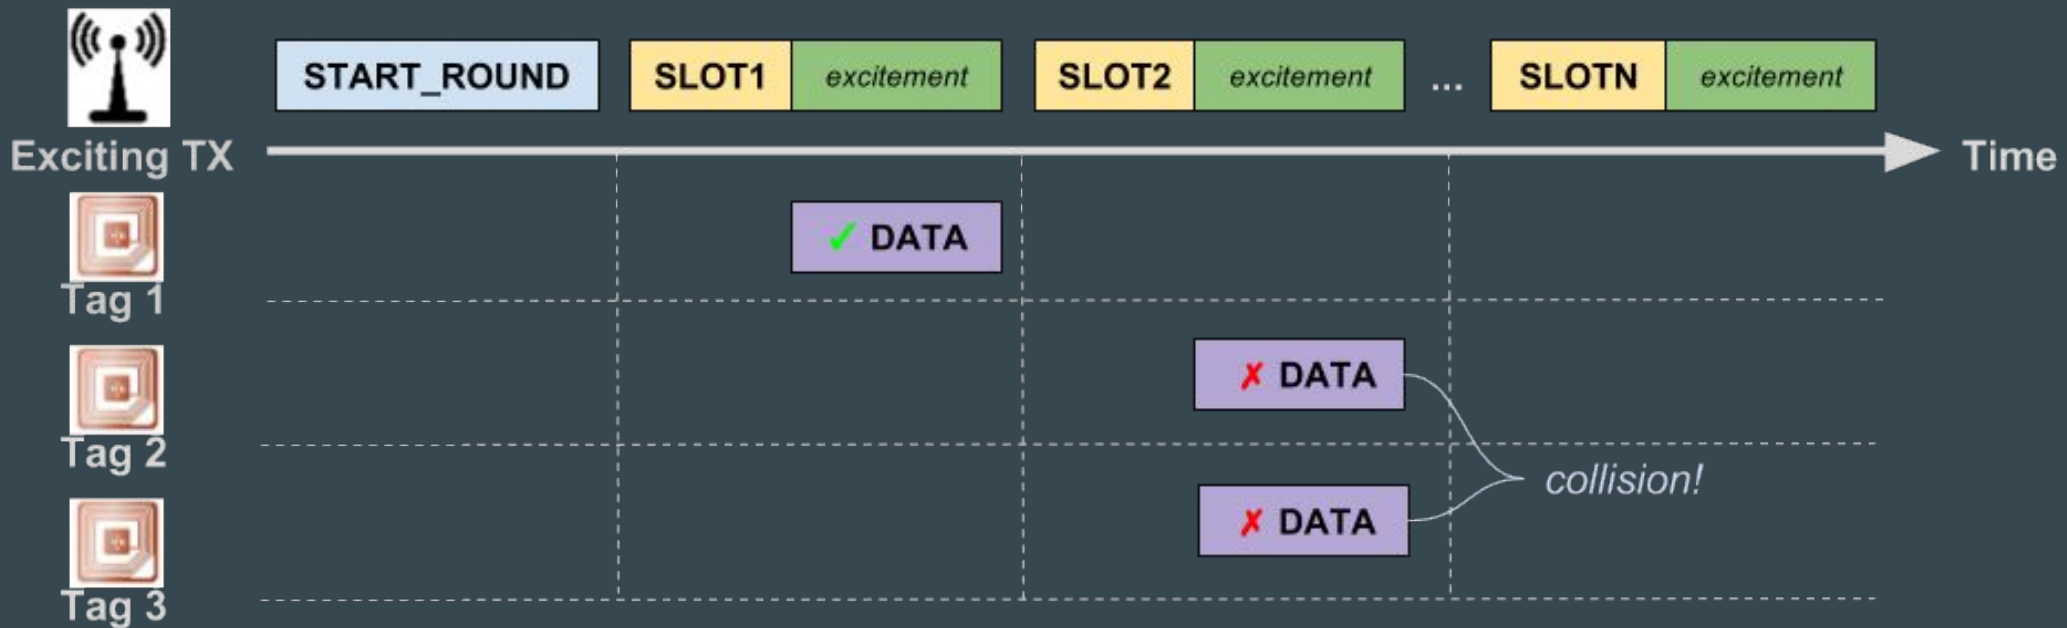 START_ROUND SLOT1 excitement SLOT2 excitement ... SLOTN excitement
Exciting TX Time
✓ DATA
Tag 1
✗ DATA
Tag 2
collision!
✗ DATA
Tag 3